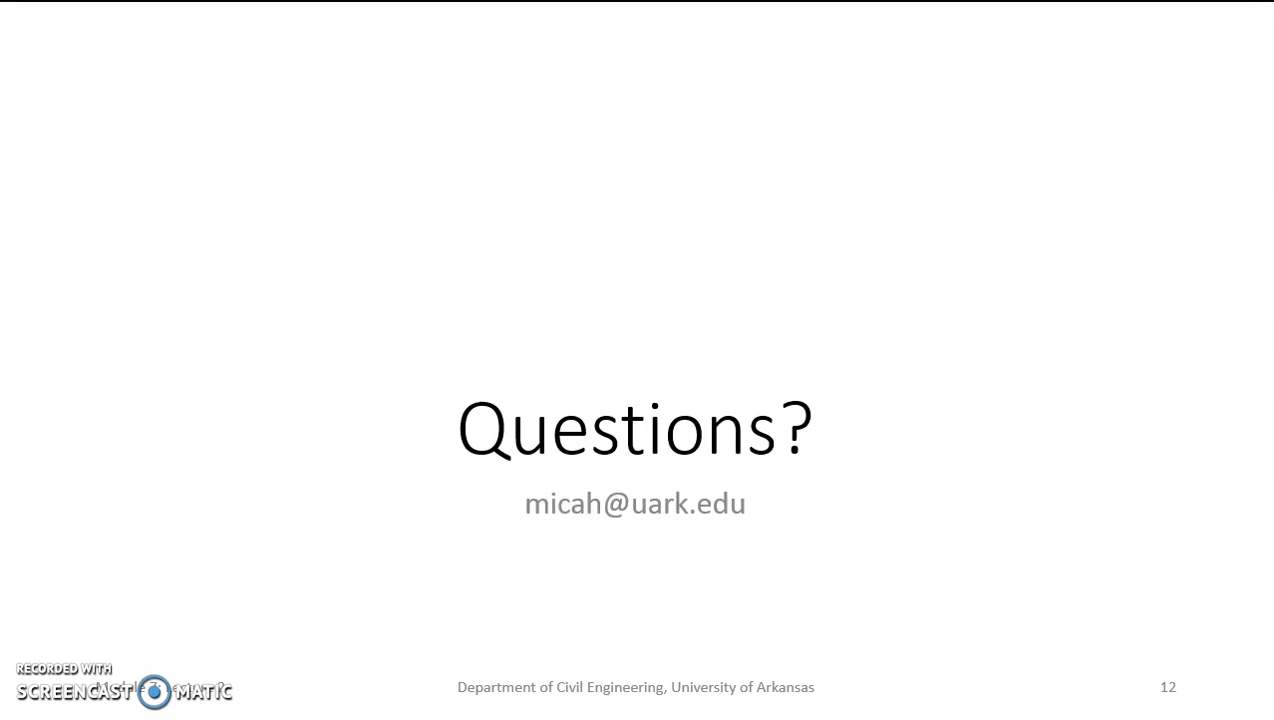 Questions?
micah@uark.edu
RECORDED WITH
SCREENCAST MATIC
Department of Civil Engineering, University of Arkansas
12